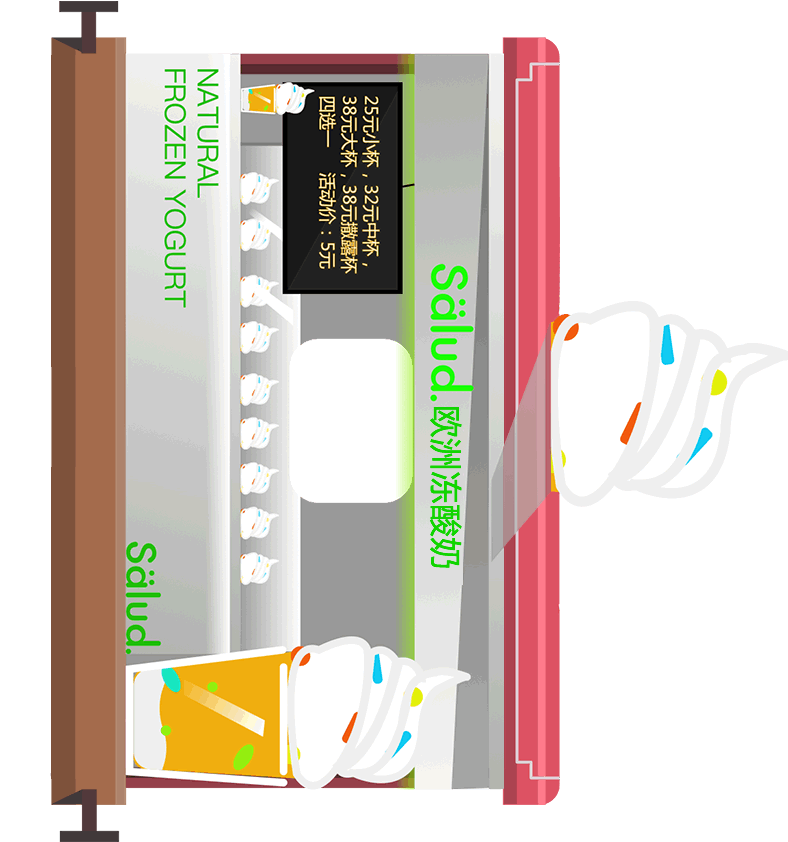 Sälud.欧洲冻酸奶
25元小杯，32元中杯，
38元大杯，38元撒露杯
四选一 活动价：5元
NATURAL
FROZEN YOGURT
Sälud.